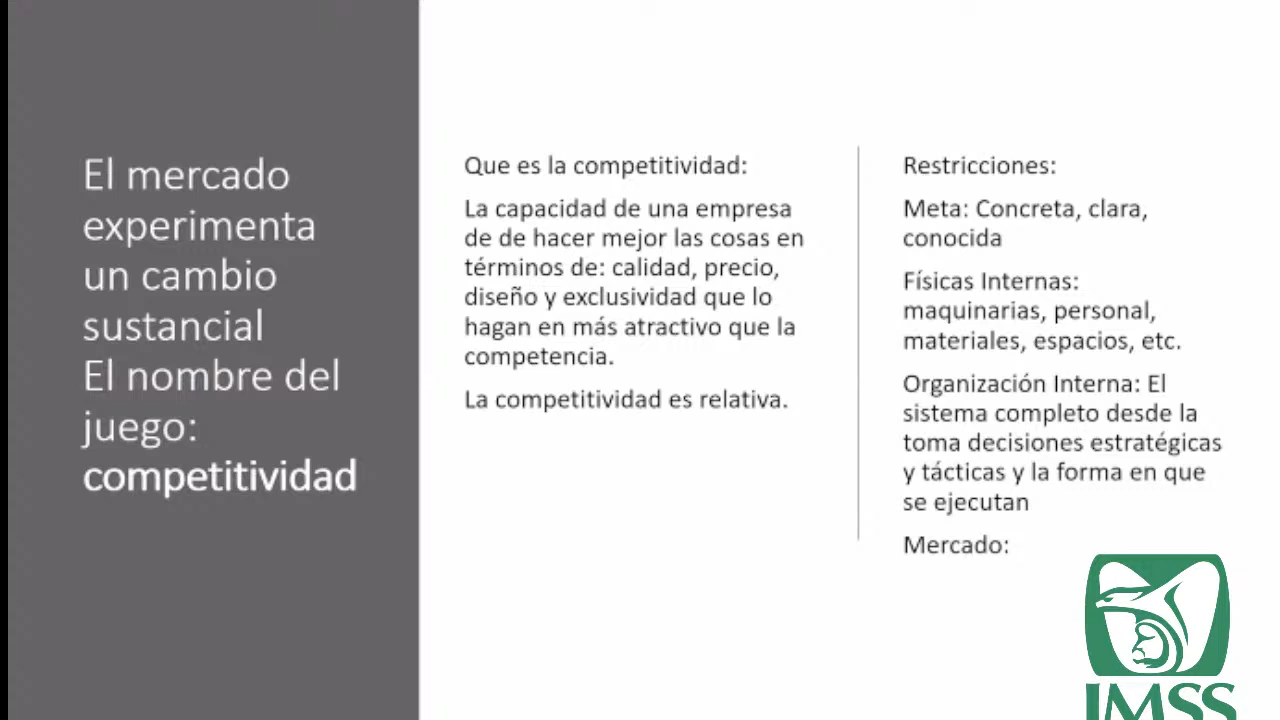 El mercado
experimenta
un cambio
sustancial
El nombre del
juego:
competitividad
Que es la competitividad:
La capacidad de una empresa
de de hacer mejor las cosas en
términos de: calidad, precio,
diseño y exclusividad que lo
hagan en más atractivo que la
competencia.
La competitividad es relativa.
Restricciones:
Meta: Concreta, clara,
conocida
Físicas Internas:
maquinarias, personal,
materiales, espacios, etc.
Organización Interna: El
sistema completo desde la
toma decisiones estratégicas
y tácticas y la forma en que
se ejecutan
Mercado:
IMSS